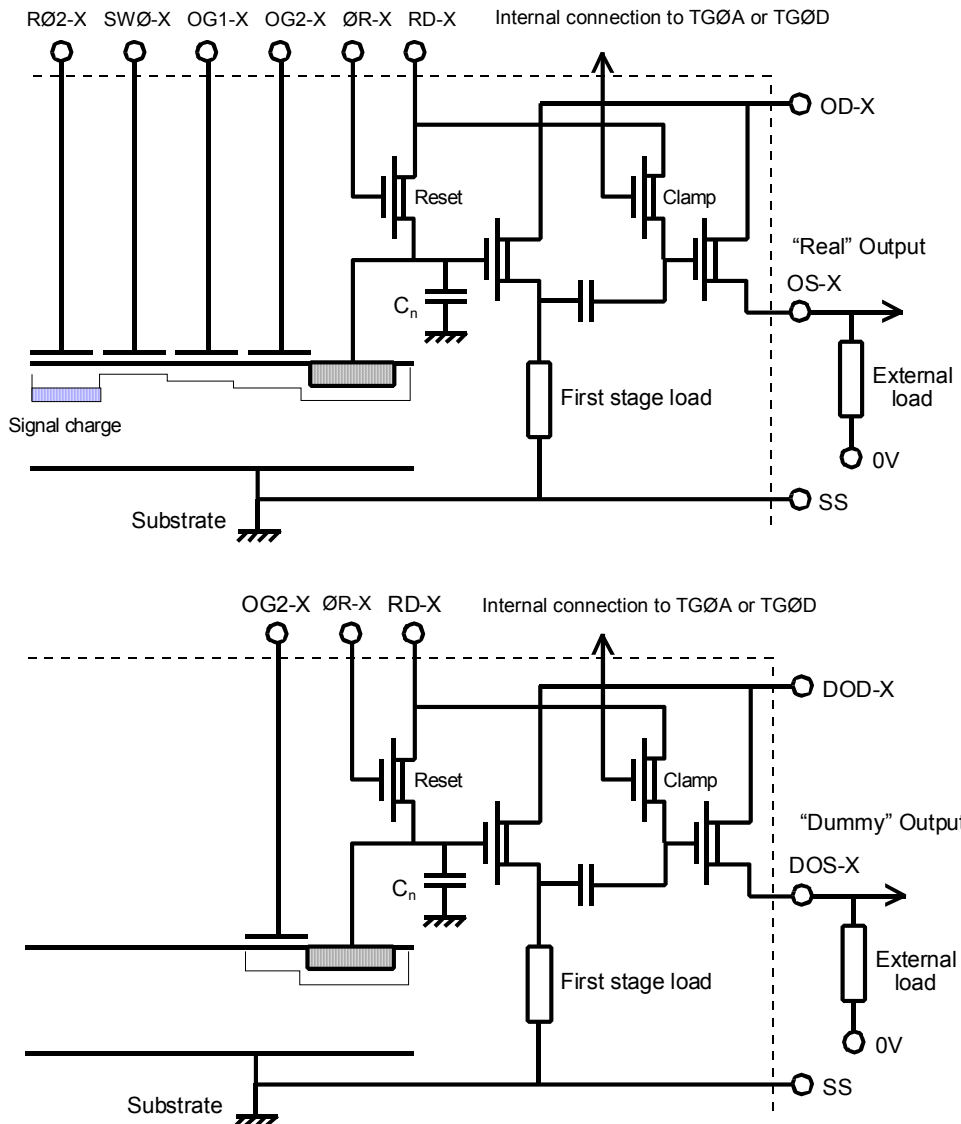 Internal connection to TGØA or TGØD
RØ2-X SWØ-X OG1-X OG2-X ØR-X RD-X
OD-X
Reset
Clamp
“Real” Output
OS-X
Cn
External load
First stage load
Signal charge
0V
SS
Substrate
OG2-X ØR-X RD-X
Internal connection to TGØA or TGØD
DOD-X
Reset
Clamp
“Dummy” Output
DOS-X
Cn
External load
First stage load
0V
SS
Substrate